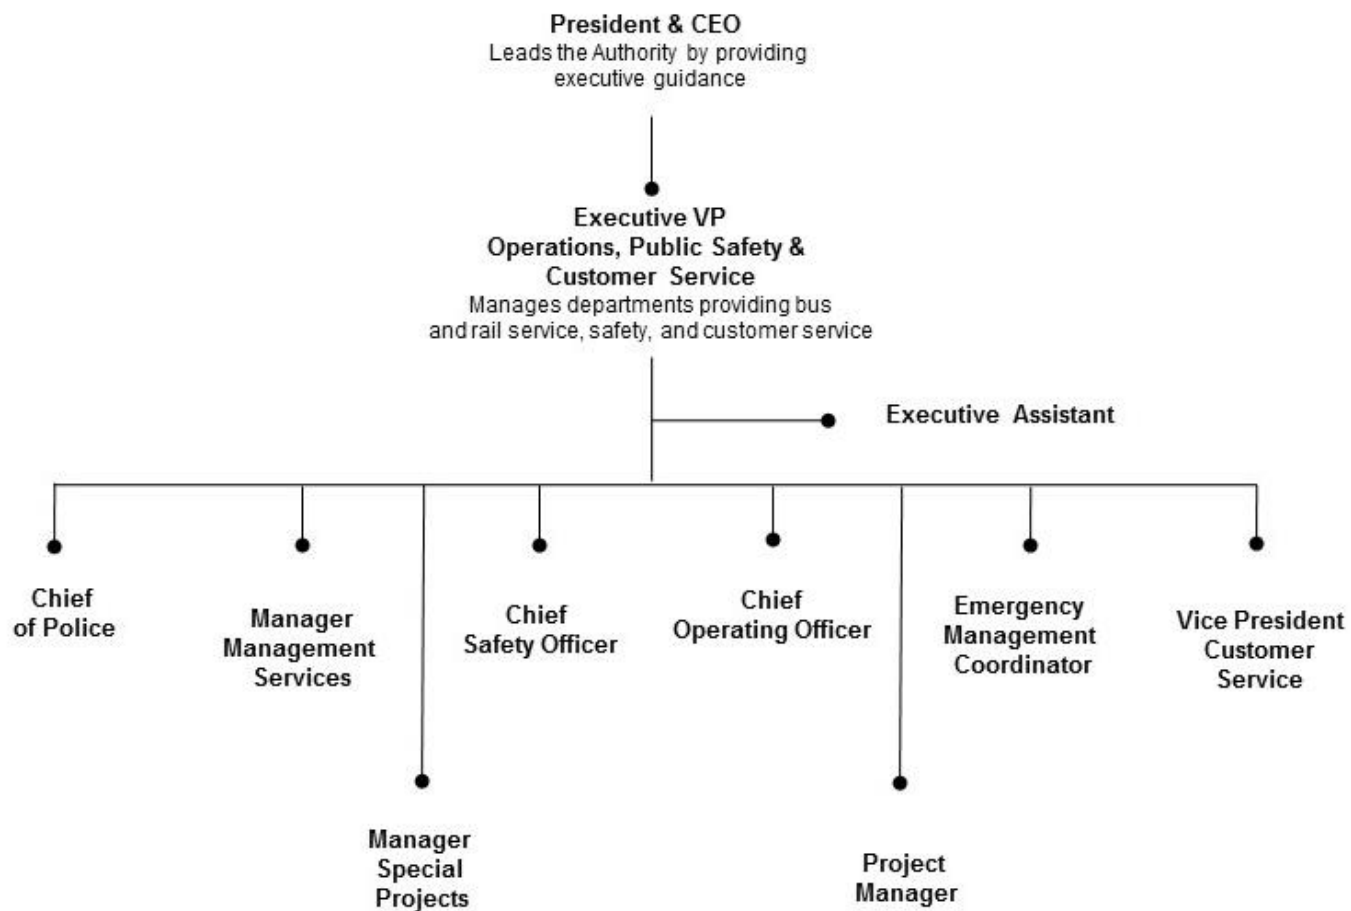 President & CEO
Leads the Authority by providing
executive guidance
Executive VP
Operations, Public Safety &
Customer Service
Manages departments providing bus
and rail service, safety, and customer service
Executive Assistant
Chief
of Police
Manager
Management
Services
Chief
Safety Officer
Chief
Operating Officer
Emergency
Management
Coordinator
Vice President
Customer
Service
Manager
Special
Projects
Project
Manager